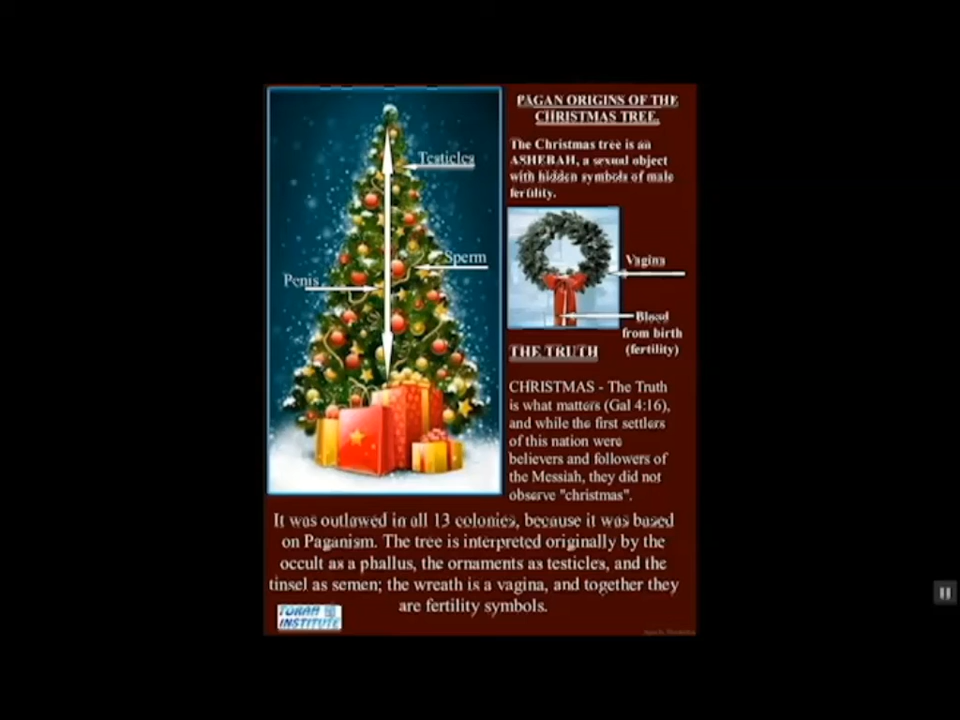 PAGAN ORIGINS OF THE
CHRISTMAS TREE.
The Christmas tree is an
ASHERAH, a sexual object
with hidden symbols of male
fertility.
Testicles
Sperm
Penis
Vagina
Blood
from birth
(fertility)
THE TRUTH
CHRISTMAS - The Truth
is what matters (Gal 4:16),
and while the first settlers
of this nation were
believers and followers of
the Messiah, they did not
observe "christmas".
It was outlawed in all 13 colonies, because it was based
on Paganism. The tree is interpreted originally by the
occult as a phallus, the ornaments as testicles, and the
tinsel as semen; the wreath is a vagina, and together they
are fertility symbols.
TORAH
INSTITUTE